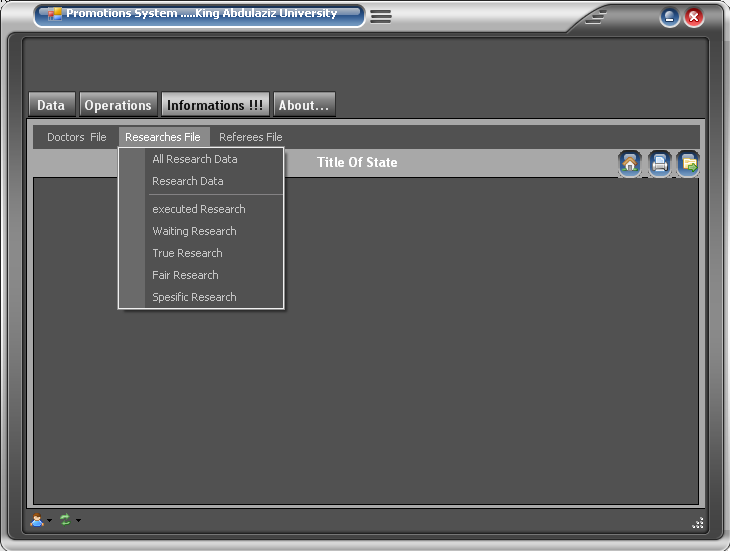 Promotions System .....King Abdulaziz University
Data Operations Informations !!! About...
Doctors File Researches File Referees File
Title Of State
All Research Data
Research Data
executed Research
Waiting Research
True Research
Fair Research
Spesific Research